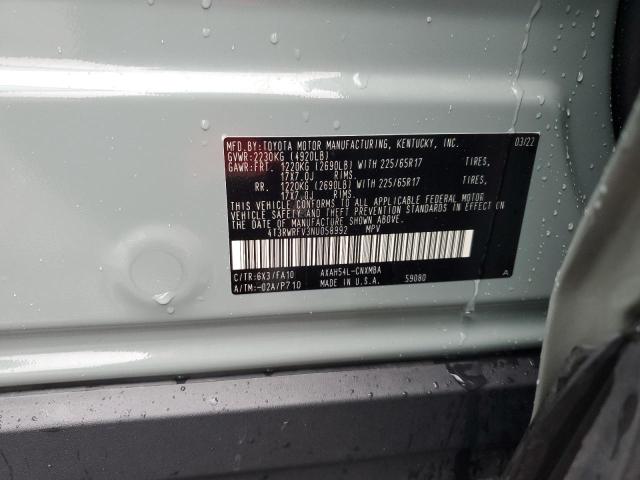 MFD.BY:TOYOTA MOTOR MANUFACTURING, KENTUCKY, INC. 03/22
GVWR:2230KG (4920LB)
GAWR:FRT. 1220KG (2690LB) WITH 225/65R17 TIRES,
17X7.0J RIMS
RR. 1220KG (2690LB) WITH 225/65R17 TIRES,
17X7.0J RIMS
THIS VEHICLE CONFORMS TO ALL APPLICABLE FEDERAL MOTOR
VEHICLE SAFETY AND THEFT PREVENTION STANDARDS IN EFFECT ON
THE DATE OF MANUFACTURE SHOWN ABOVE.
4T3RWRFV3NU058992 MPV
C/TR:6X3/FA10 AXAH54L-CNXMBA 59080 A
A/TM:-02A/P710 MADE IN U.S.A.